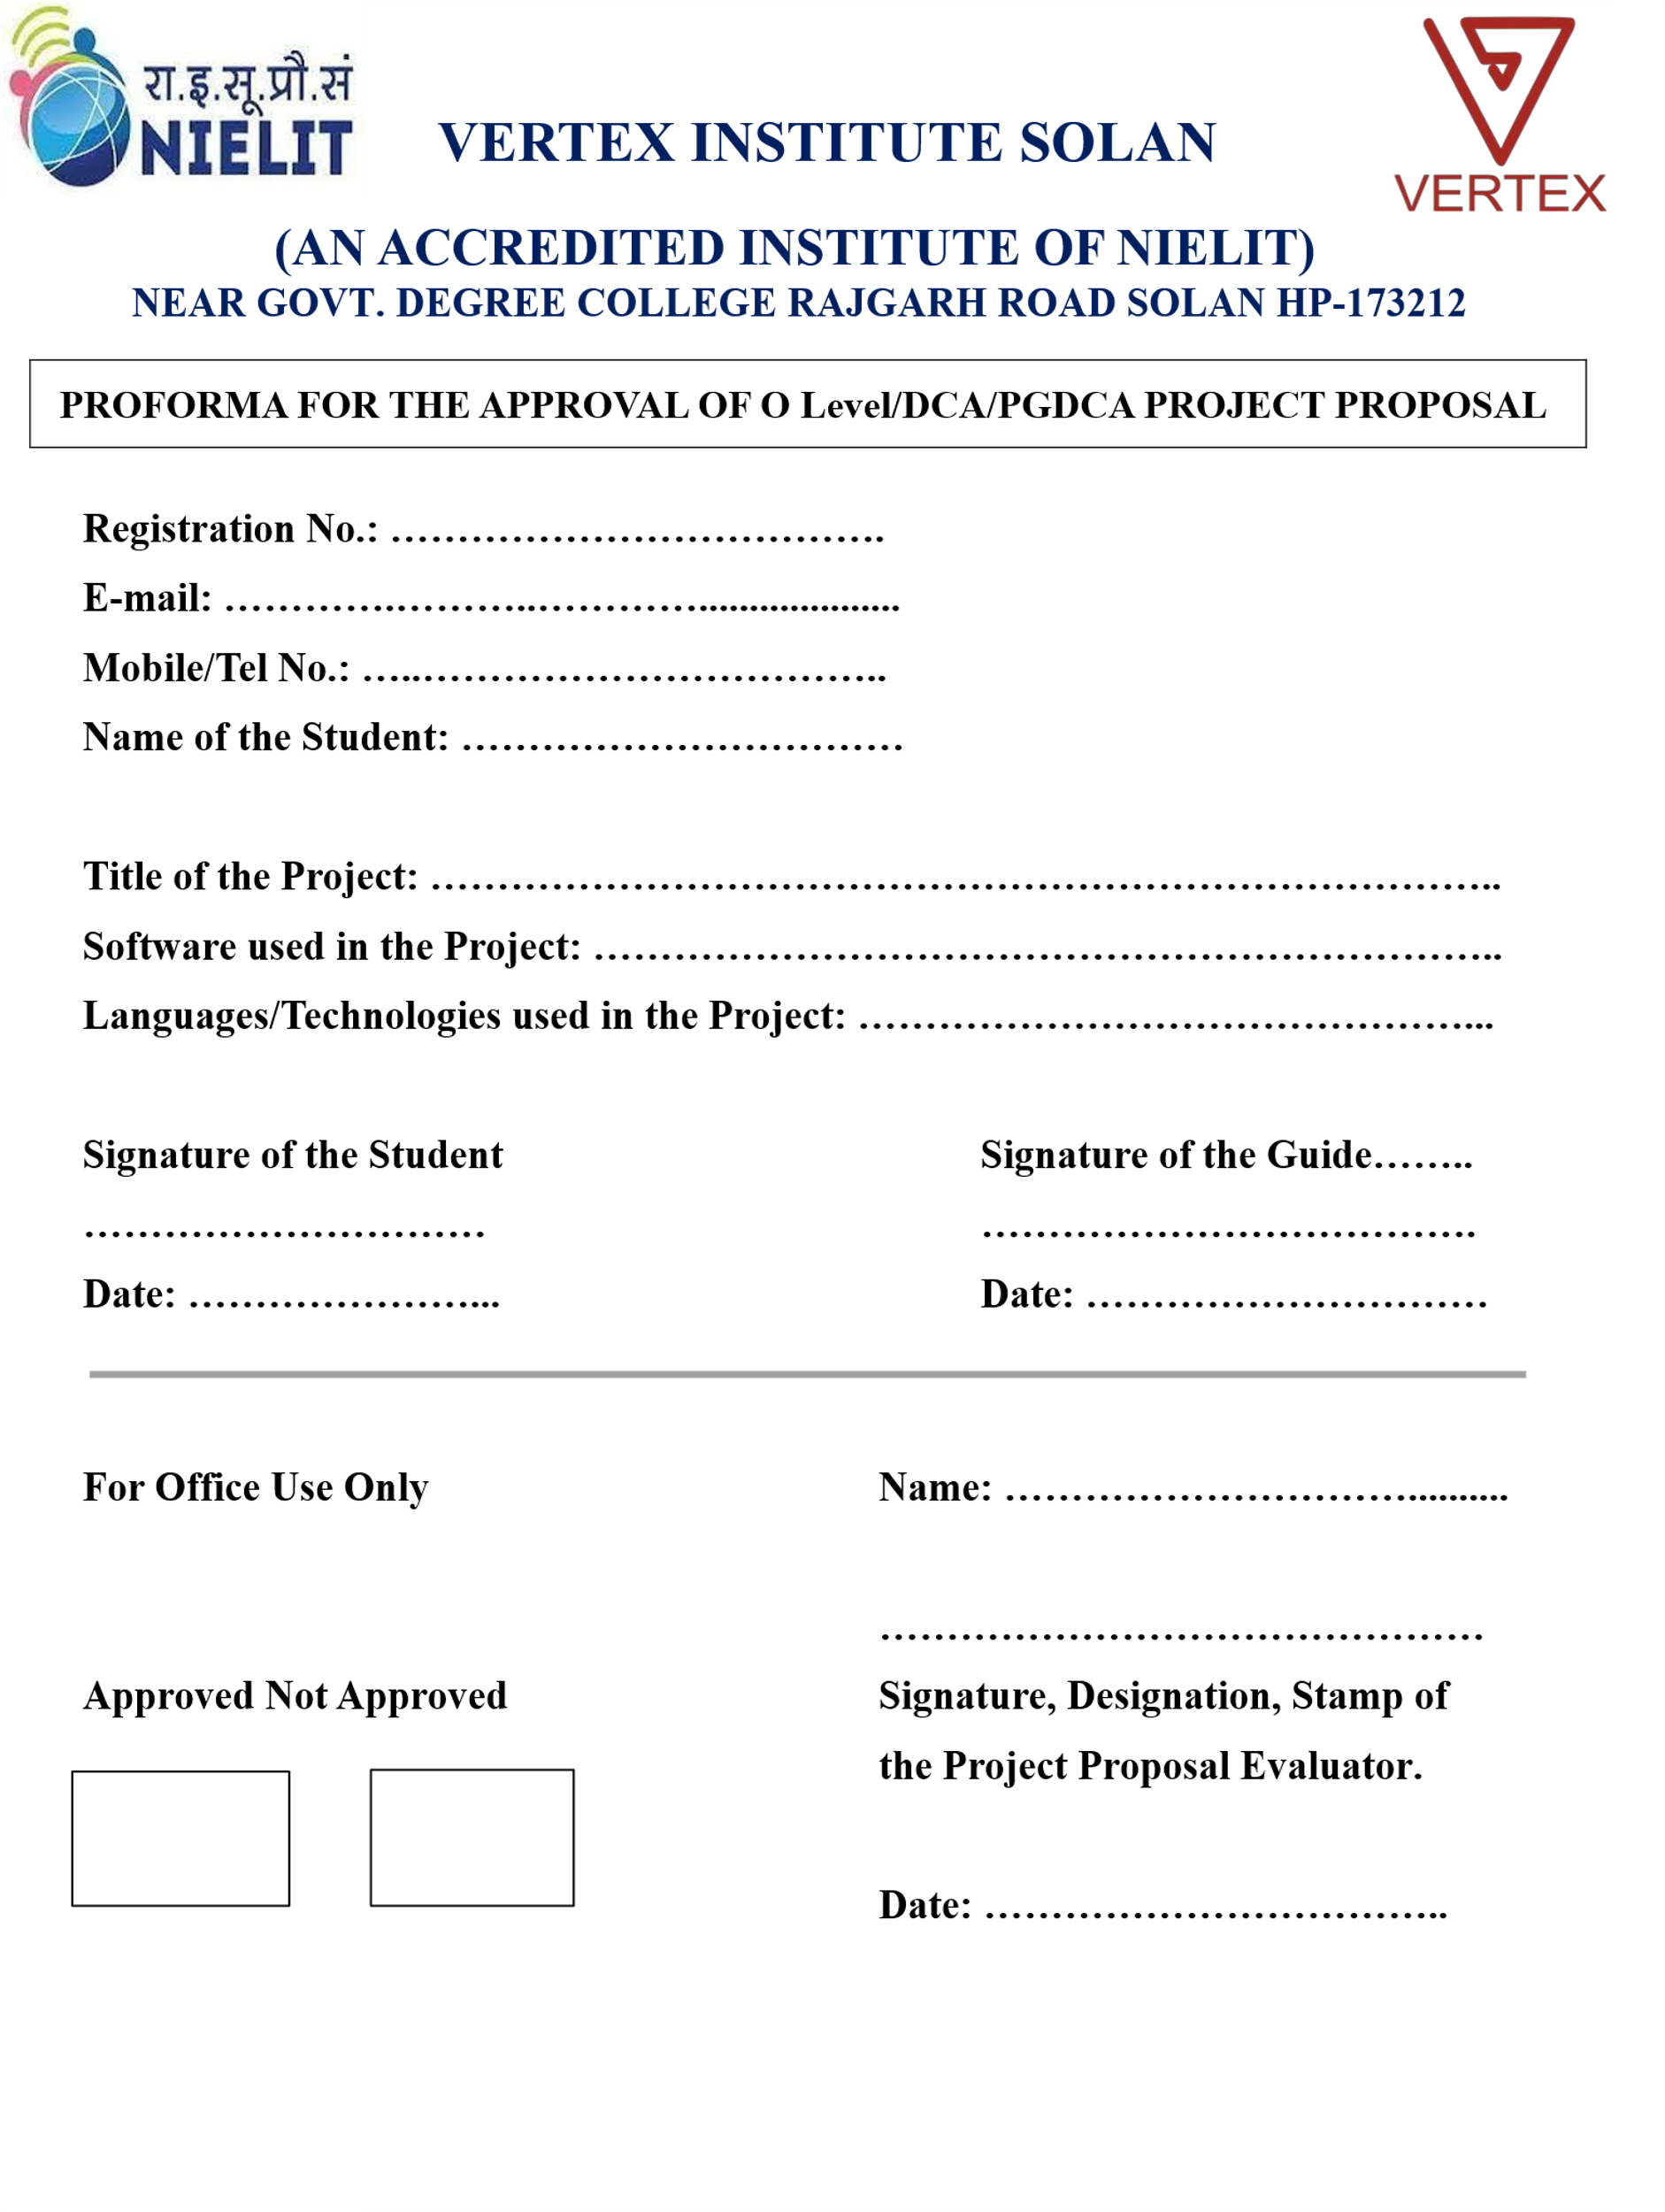 रा.इ.सू.प्रौ.सं
NIELIT
VERTEX INSTITUTE SOLAN
VERTEX
(AN ACCREDITED INSTITUTE OF NIELIT)
NEAR GOVT. DEGREE COLLEGE RAJGARH ROAD SOLAN HP-173212
PROFORMA FOR THE APPROVAL OF O Level/DCA/PGDCA PROJECT PROPOSAL
Registration No.: ……………………………….
E-mail: ………….………..…………....................
Mobile/Tel No.: …..……………………………..
Name of the Student: ……………………………
Title of the Project: ……………………………………………………………………..
Software used in the Project: …………………………………………………………..
Languages/Technologies used in the Project: ………………………………………...
Signature of the Student Signature of the Guide……..
………………………… ……………………………….
Date: …………………... Date: …………………………
For Office Use Only Name: …………………………..........
………………………………………
Approved Not Approved Signature, Designation, Stamp of
the Project Proposal Evaluator.
Date: ……………………………..